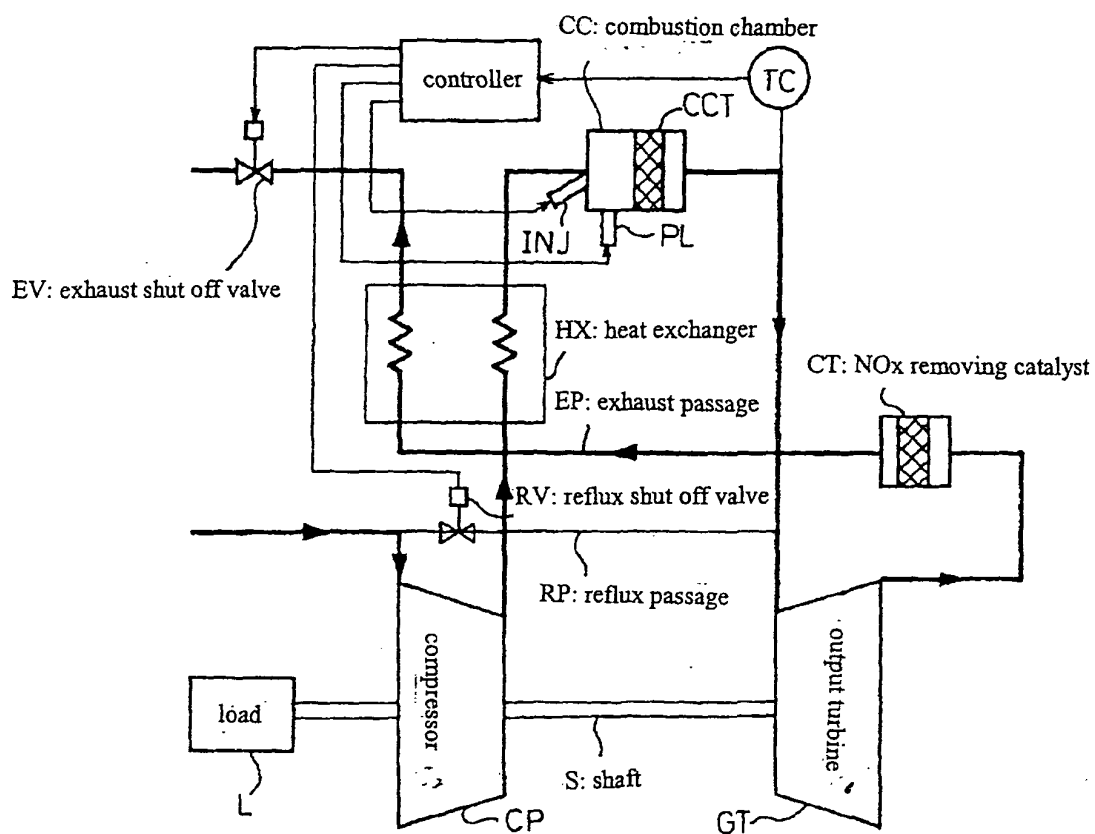 CC: combustion chamber
controller
TC
CCT
INJ
PL
EV: exhaust shut off valve
HX: heat exchanger
CT: NOx removing catalyst
EP: exhaust passage
RV: reflux shut off valve
RP: reflux passage
compressor
output turbine
load
L
S: shaft
CP
GT